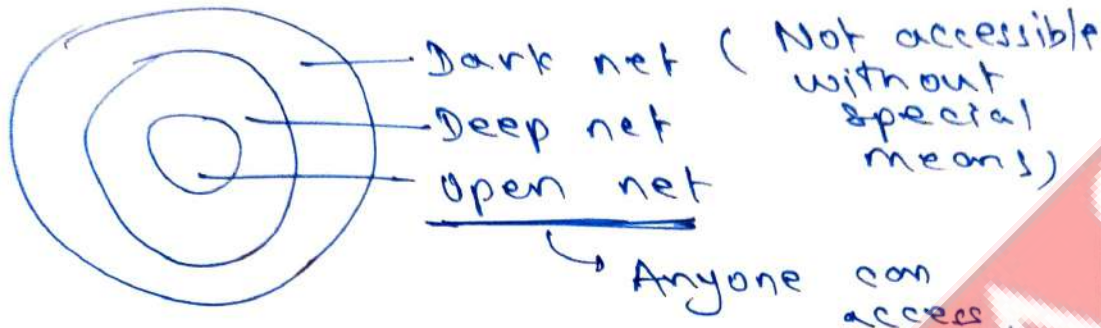 Dark net ( Not accessible
without
special
means)
Deep net
Open net
Anyone can
access.